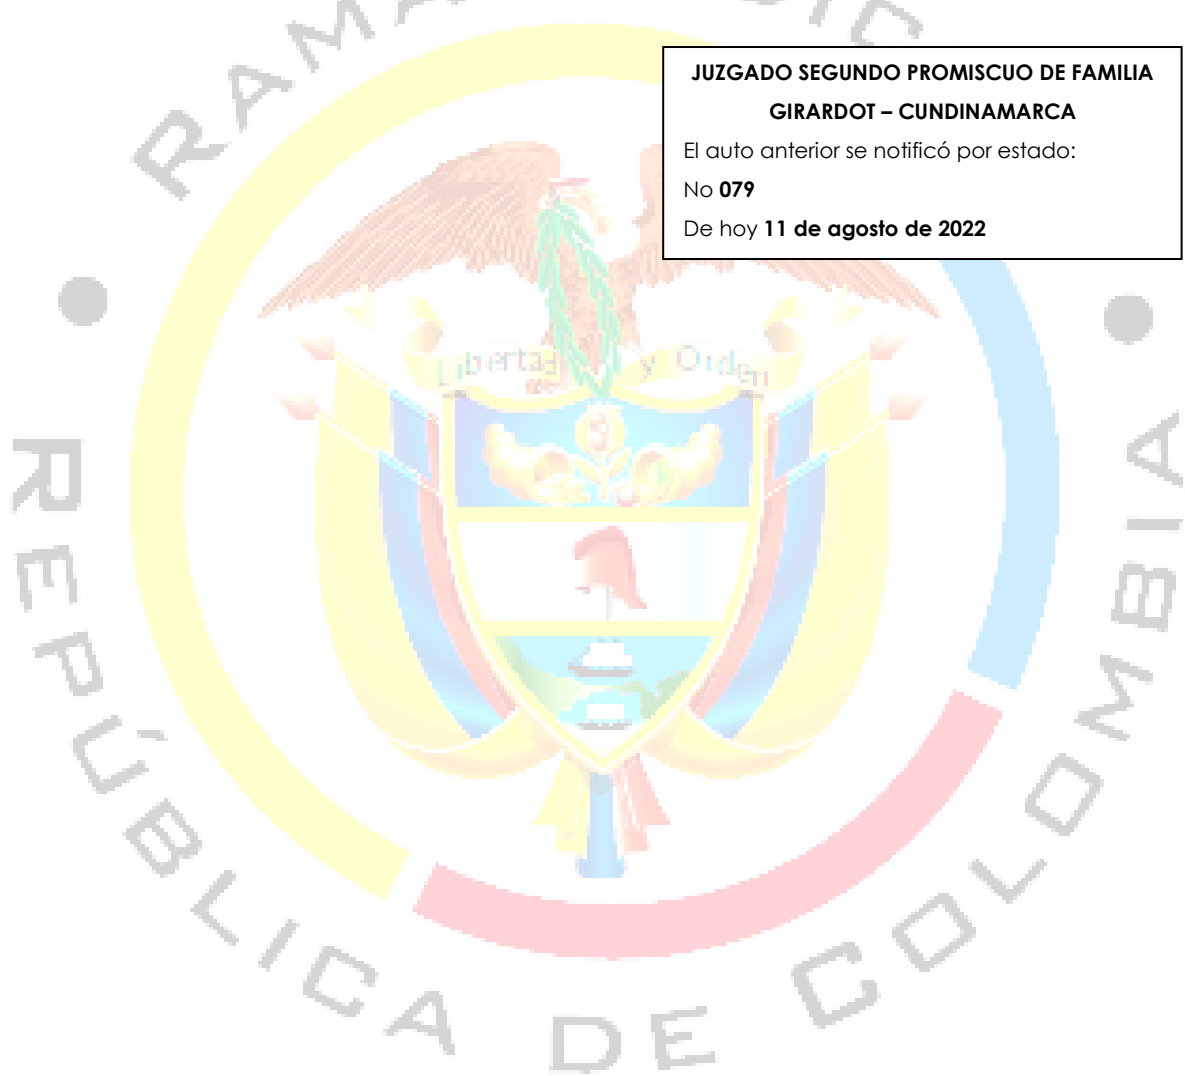 JUZGADO SEGUNDO PROMISCUO DE FAMILIA
GIRARDOT – CUNDINAMARCA
El auto anterior se notificó por estado:
No 079
De hoy 11 de agosto de 2022
Libertad y Orden
REPÚBLICA DE COLOMBIA